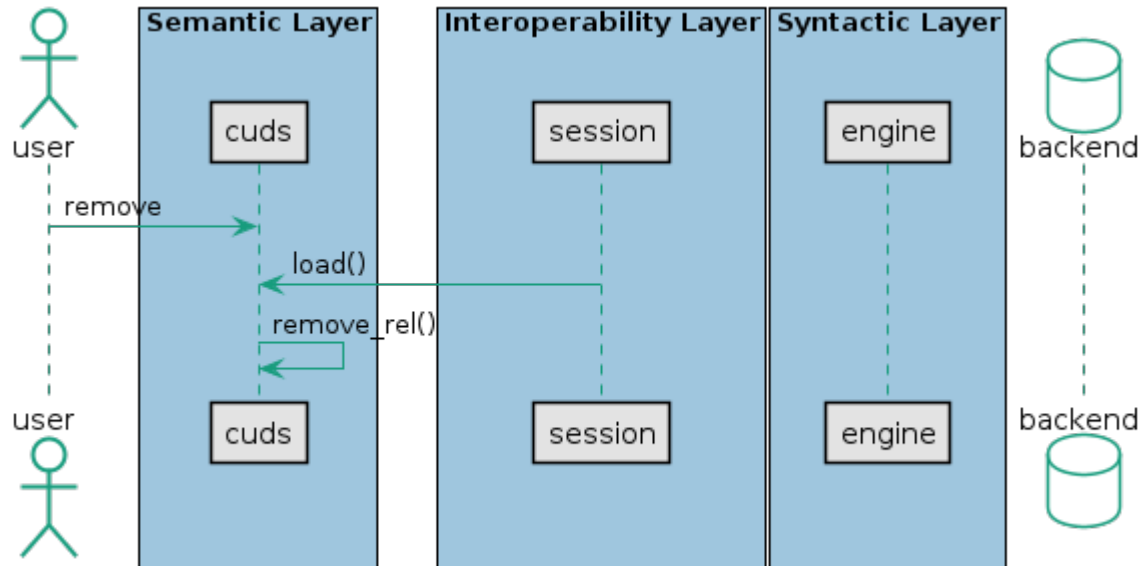 Semantic Layer Interoperability Layer Syntactic Layer
cuds session engine
user backend
remove
load()
remove_rel()
user backend
cuds session engine